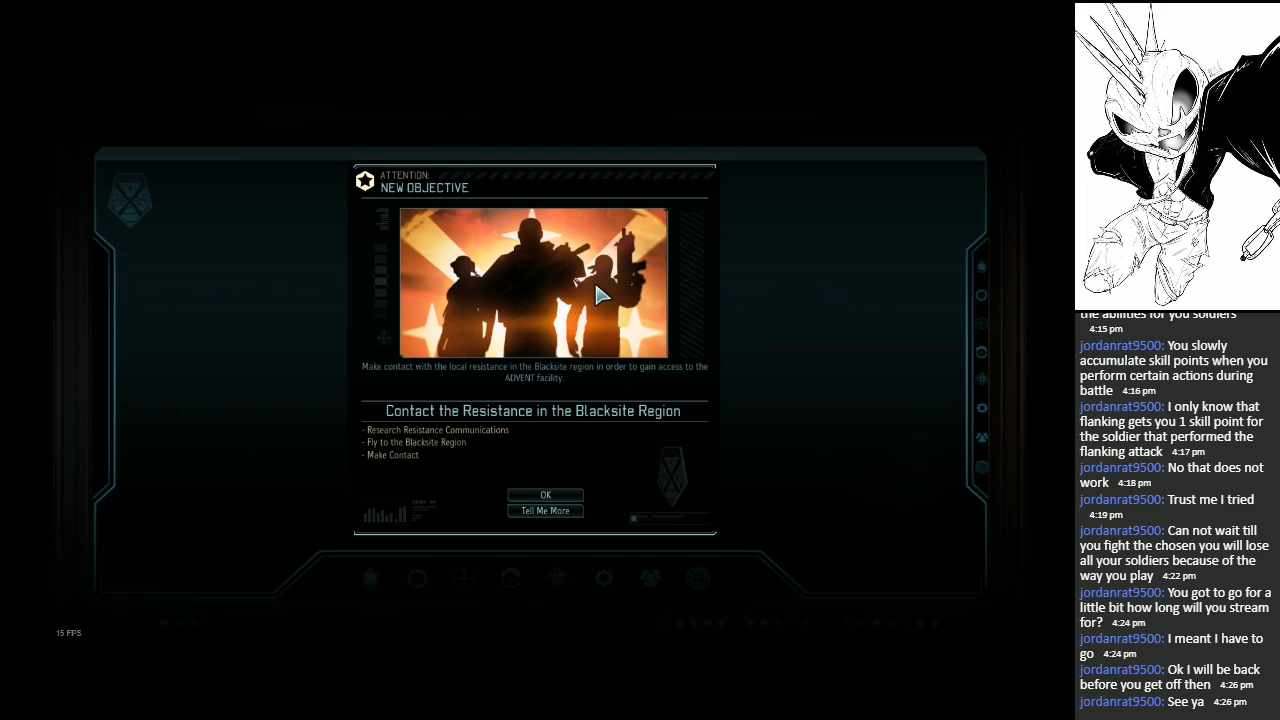 ATTENTION:
NEW OBJECTIVE
Make contact with the local resistance in the Blacksite region in order to gain access to the
ADVENT facility.
Contact the Resistance in the Blacksite Region
- Research Resistance Communications
- Fly to the Blacksite Region
- Make Contact
OK
Tell Me More
15 FPS
the abilities for you soldiers
4:15 pm
jordanrat9500: You slowly
accumulate skill points when you
perform certain actions during
battle 4:16 pm
jordanrat9500: I only know that
flanking gets you 1 skill point for
the soldier that performed the
flanking attack 4:17 pm
jordanrat9500: No that does not
work 4:18 pm
jordanrat9500: Trust me I tried
4:19 pm
jordanrat9500: Can not wait till
you fight the chosen you will lose
all your soldiers because of the
way you play 4:22 pm
jordanrat9500: You got to go for a
little bit how long will you stream
for? 4:24 pm
jordanrat9500: I meant I have to
go 4:24 pm
jordanrat9500: Ok I will be back
before you get off then 4:26 pm
jordanrat9500: See ya 4:26 pm